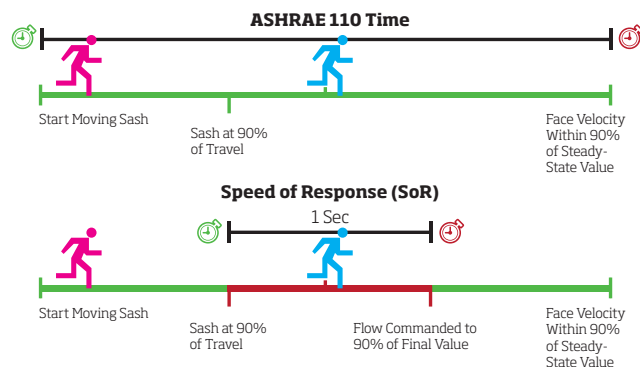 ASHRAE 110 Time
Start Moving Sash
Sash at 90%
of Travel
Face Velocity
Within 90%
of Steady-
State Value
Speed of Response (SoR)
1 Sec
Start Moving Sash
Sash at 90%
of Travel
Flow Commanded to
90% of Final Value
Face Velocity
Within 90%
of Steady-
State Value